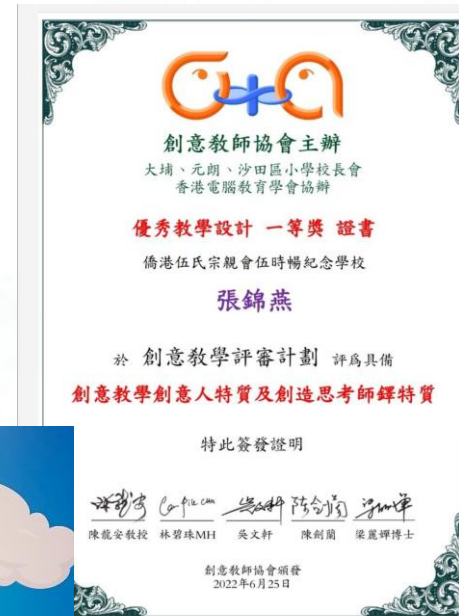 創意教師協會主辦
大埔、元朗、沙田區小學校長會
香港電腦教育學會協辦
優秀教學設計 一等獎 證書
僑港伍氏宗親會伍時暢紀念學校
張錦燕
於 創意教學評審計劃 評為具備
創意教學創意人特質及創造思考師鐸特質
特此簽發證明
陳龍安教授 林碧珠MH 吳文軒 陳劍蘭 梁麗嬋博士
創意教師協會頒發
2022年6月25日